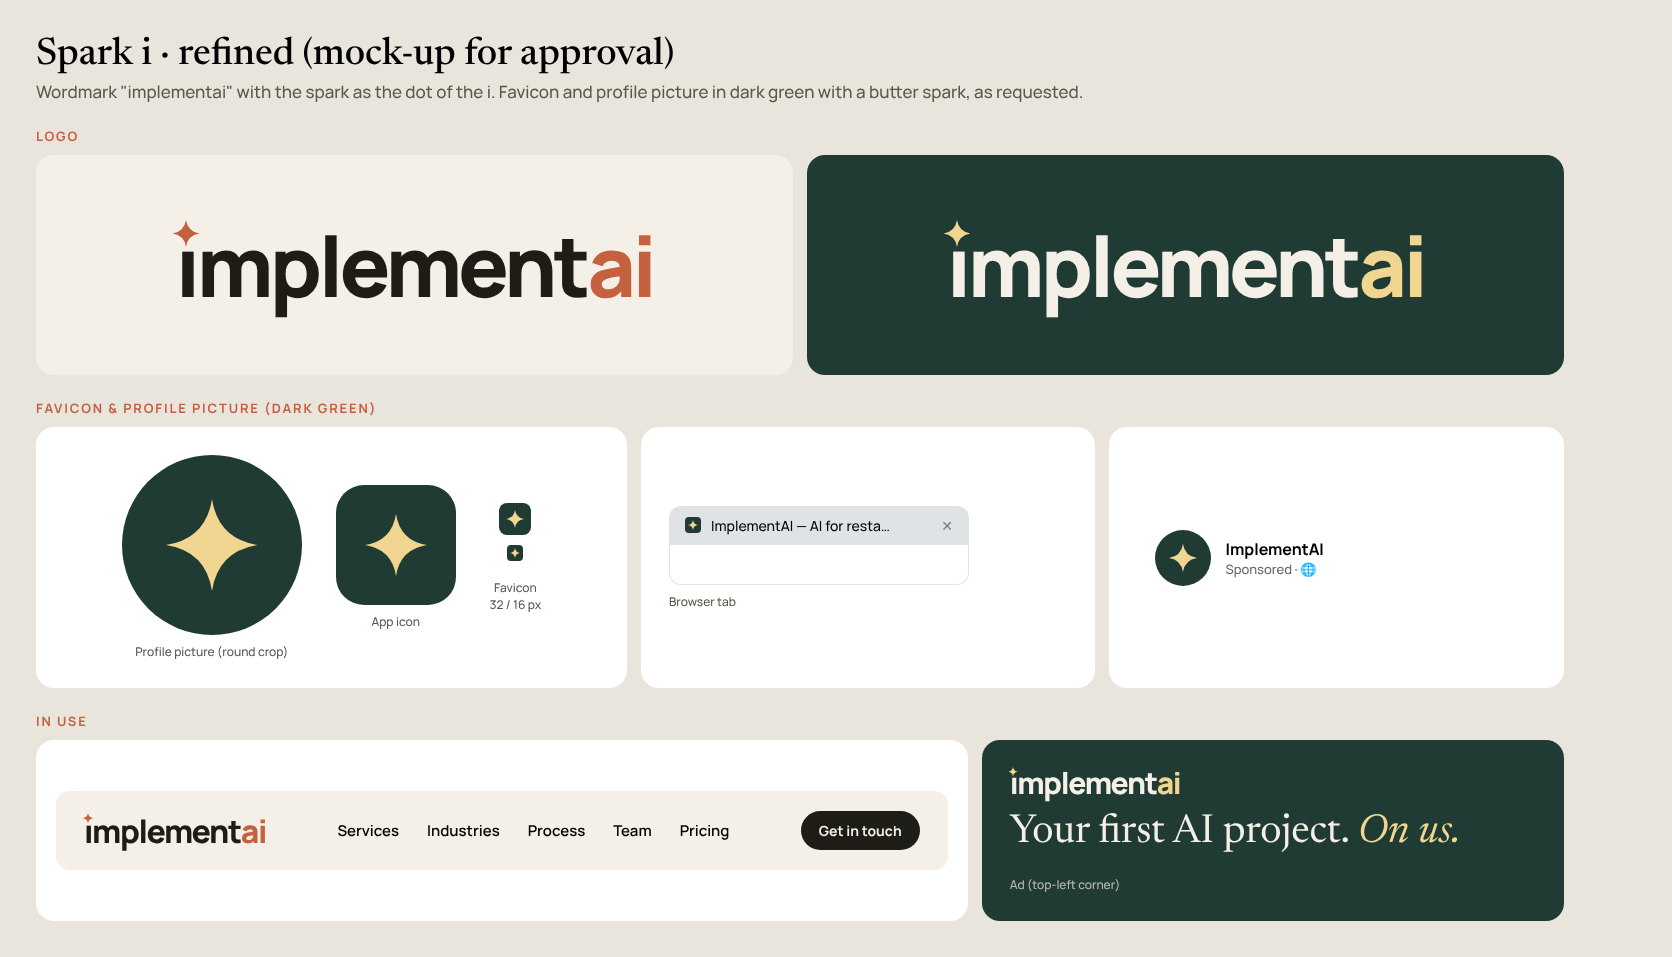 Spark i · refined (mock-up for approval)
Wordmark "implementai" with the spark as the dot of the i. Favicon and profile picture in dark green with a butter spark, as requested.
LOGO
implementai
implementai
FAVICON & PROFILE PICTURE (DARK GREEN)
Profile picture (round crop)
App icon
Favicon
32 / 16 px
ImplementAI — AI for resta...
Browser tab
ImplementAI
Sponsored ·
IN USE
implementai
Services
Industries
Process
Team
Pricing
Get in touch
implementai
Your first AI project. On us.
Ad (top-left corner)